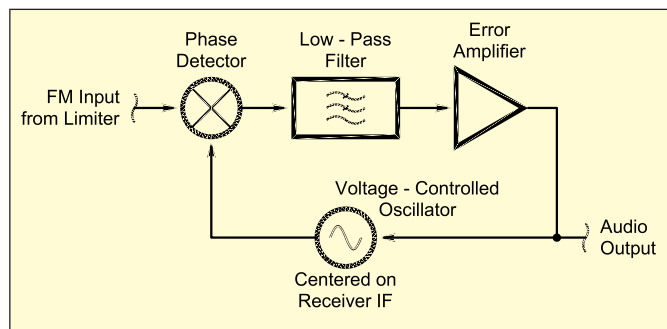 Phase
Detector
Low - Pass
Filter
Error
Amplifier
FM Input
from Limiter
Voltage - Controlled
Oscillator
Audio
Output
Centered on
Receiver IF